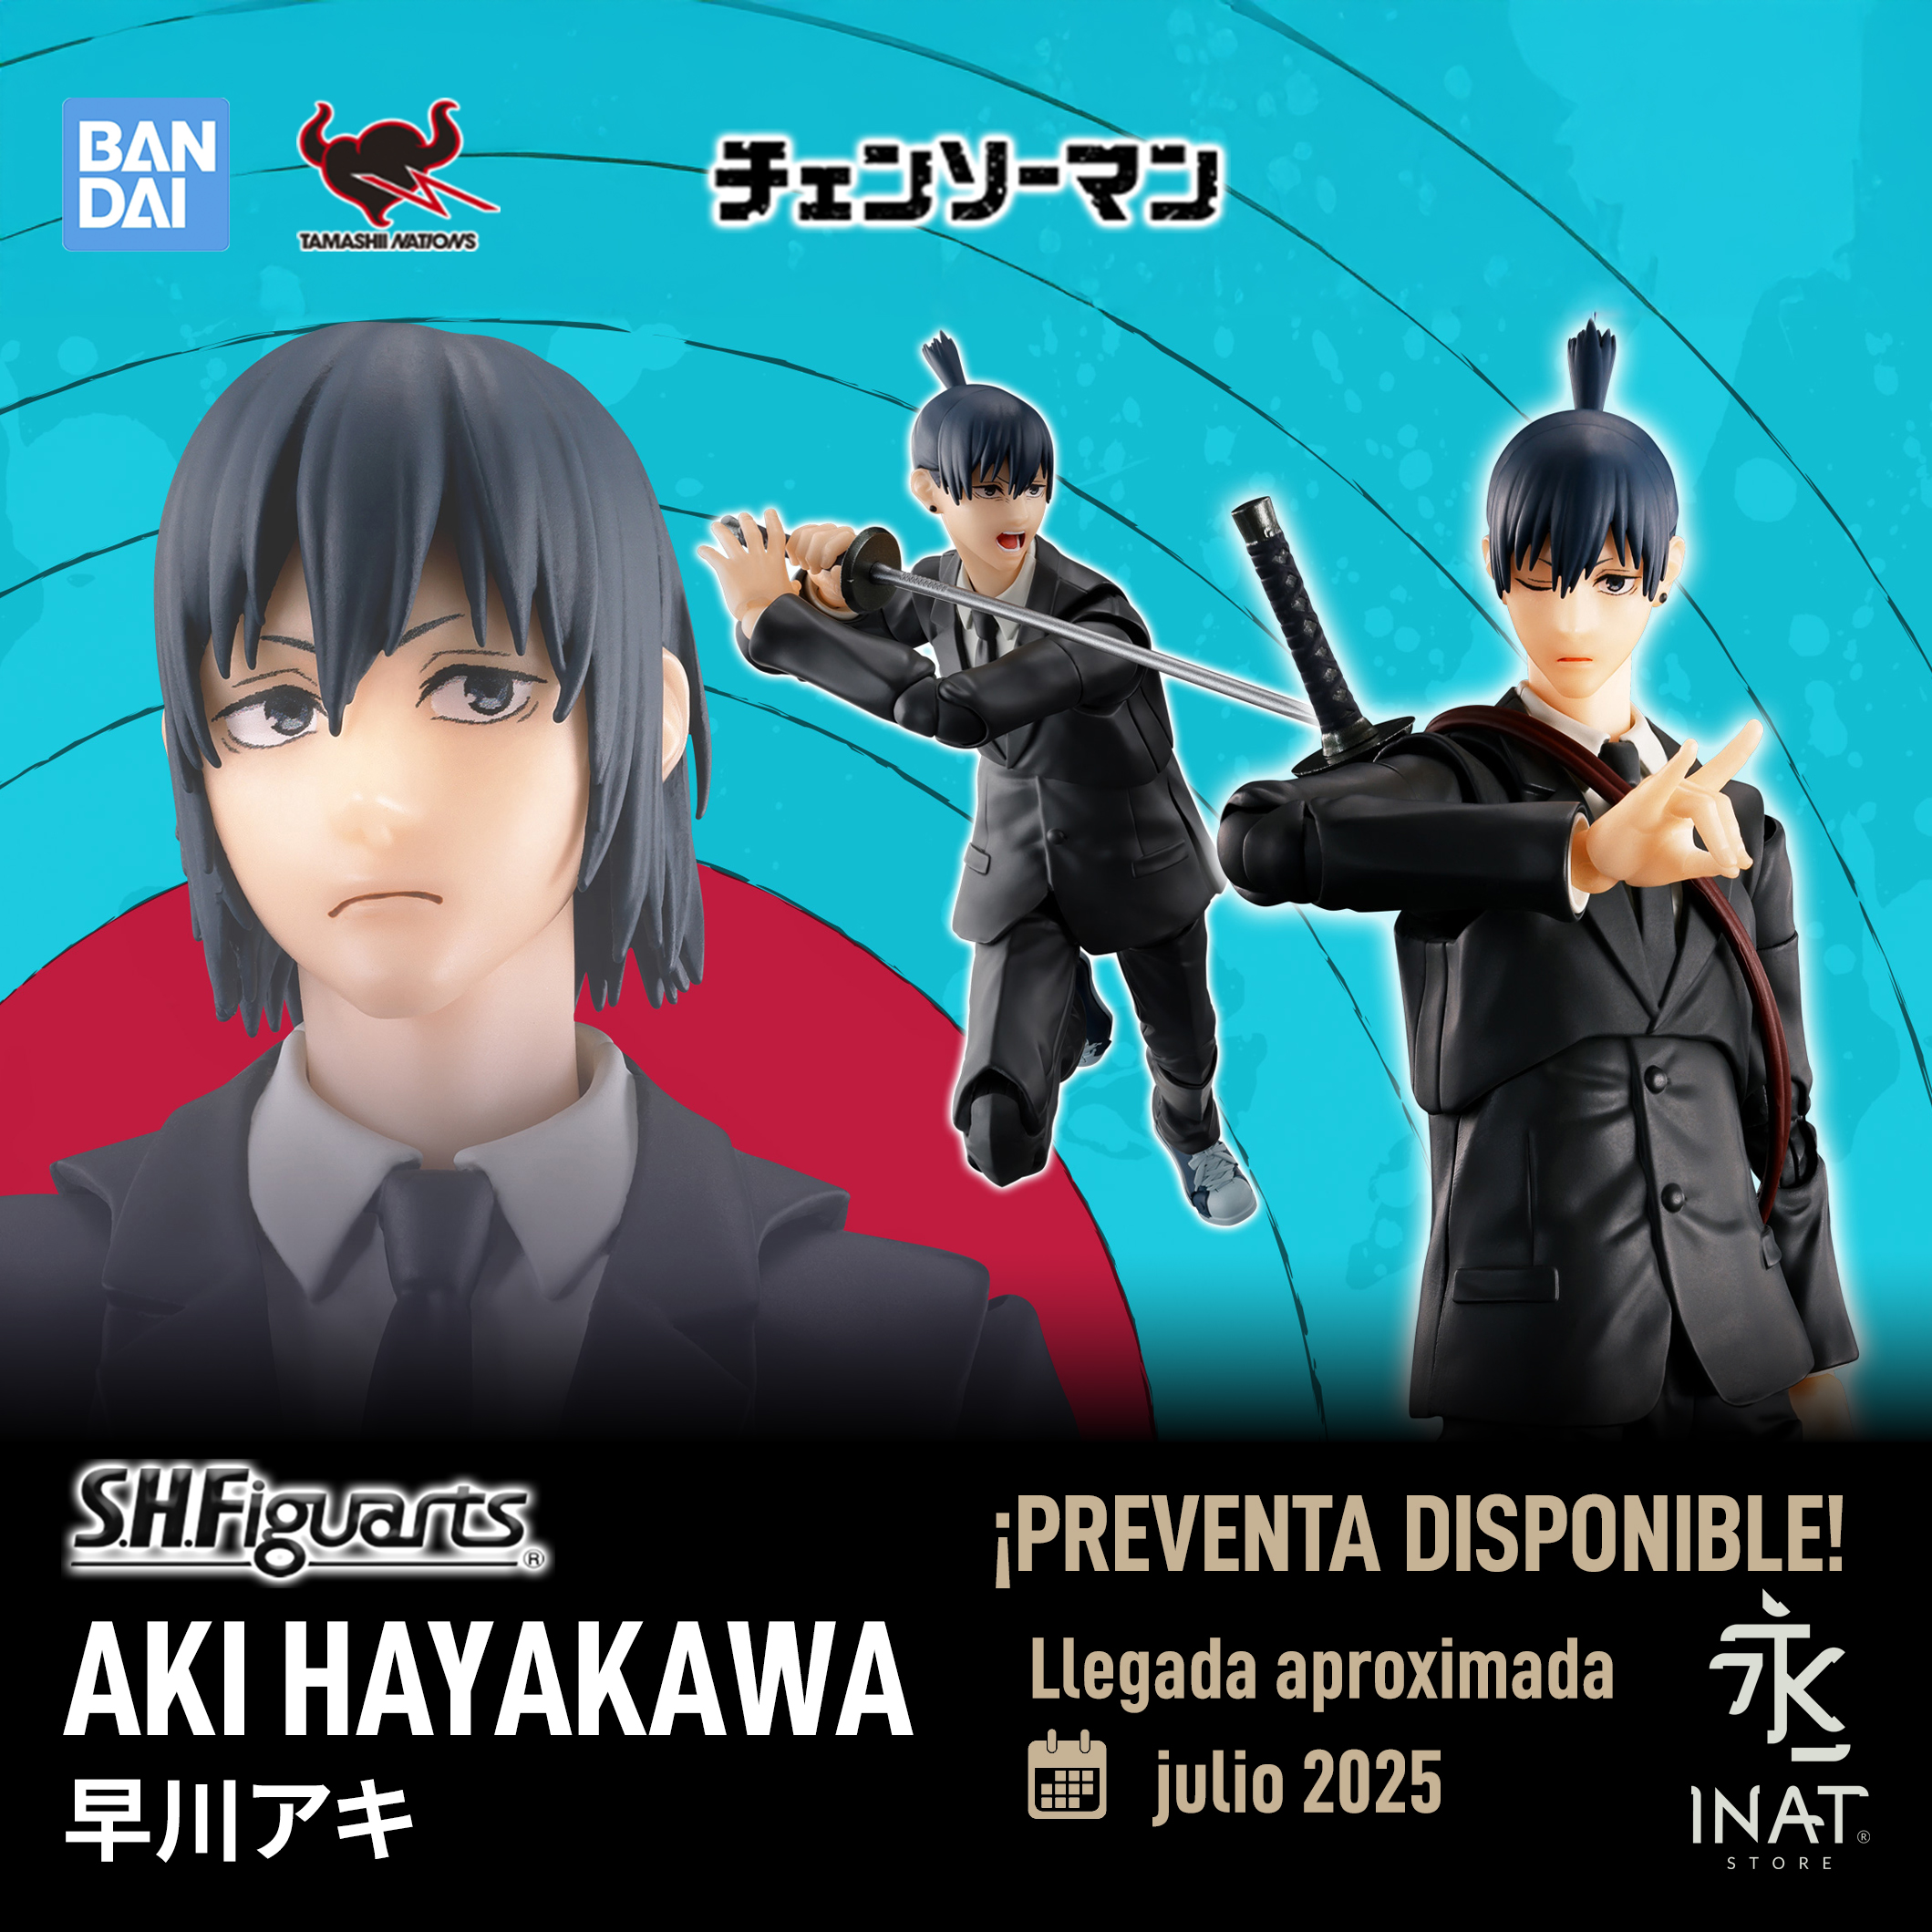 BAN
DAI
TAMASHII NATIONS
チェンソーマン
S.H.Figuarts®
AKI HAYAKAWA
早川アキ
¡PREVENTA DISPONIBLE!
Llegada aproximada
julio 2025
永
INAT®
STORE